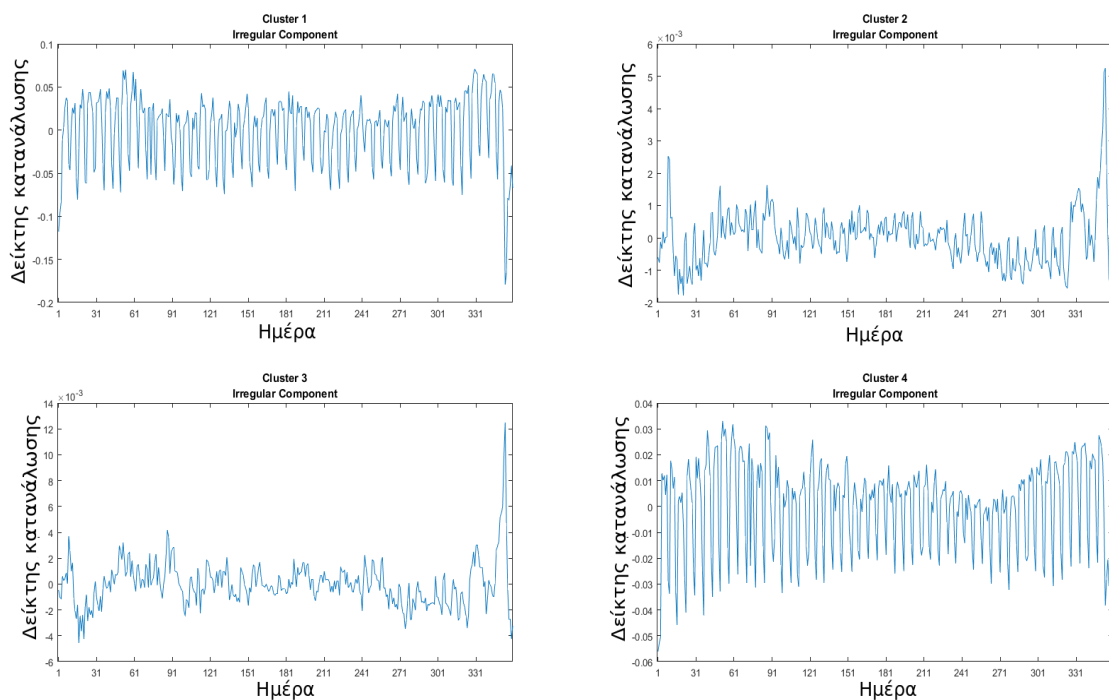 Cluster 1
Irregular Component
0.1
0.05
0
-0.05
-0.1
-0.15
-0.2
1 31 61 91 121 151 181 211 241 271 301 331
Δείκτης κατανάλωσης
Ημέρα
Cluster 2
Irregular Component
×10⁻³
6
5
4
3
2
1
0
-1
-2
1 31 61 91 121 151 181 211 241 271 301 331
Δείκτης κατανάλωσης
Ημέρα
Cluster 3
Irregular Component
×10⁻³
14
12
10
8
6
4
2
0
-2
-4
-6
1 31 61 91 121 151 181 211 241 271 301 331
Δείκτης κατανάλωσης
Ημέρα
Cluster 4
Irregular Component
0.04
0.03
0.02
0.01
0
-0.01
-0.02
-0.03
-0.04
-0.05
-0.06
1 31 61 91 121 151 181 211 241 271 301 331
Δείκτης κατανάλωσης
Ημέρα